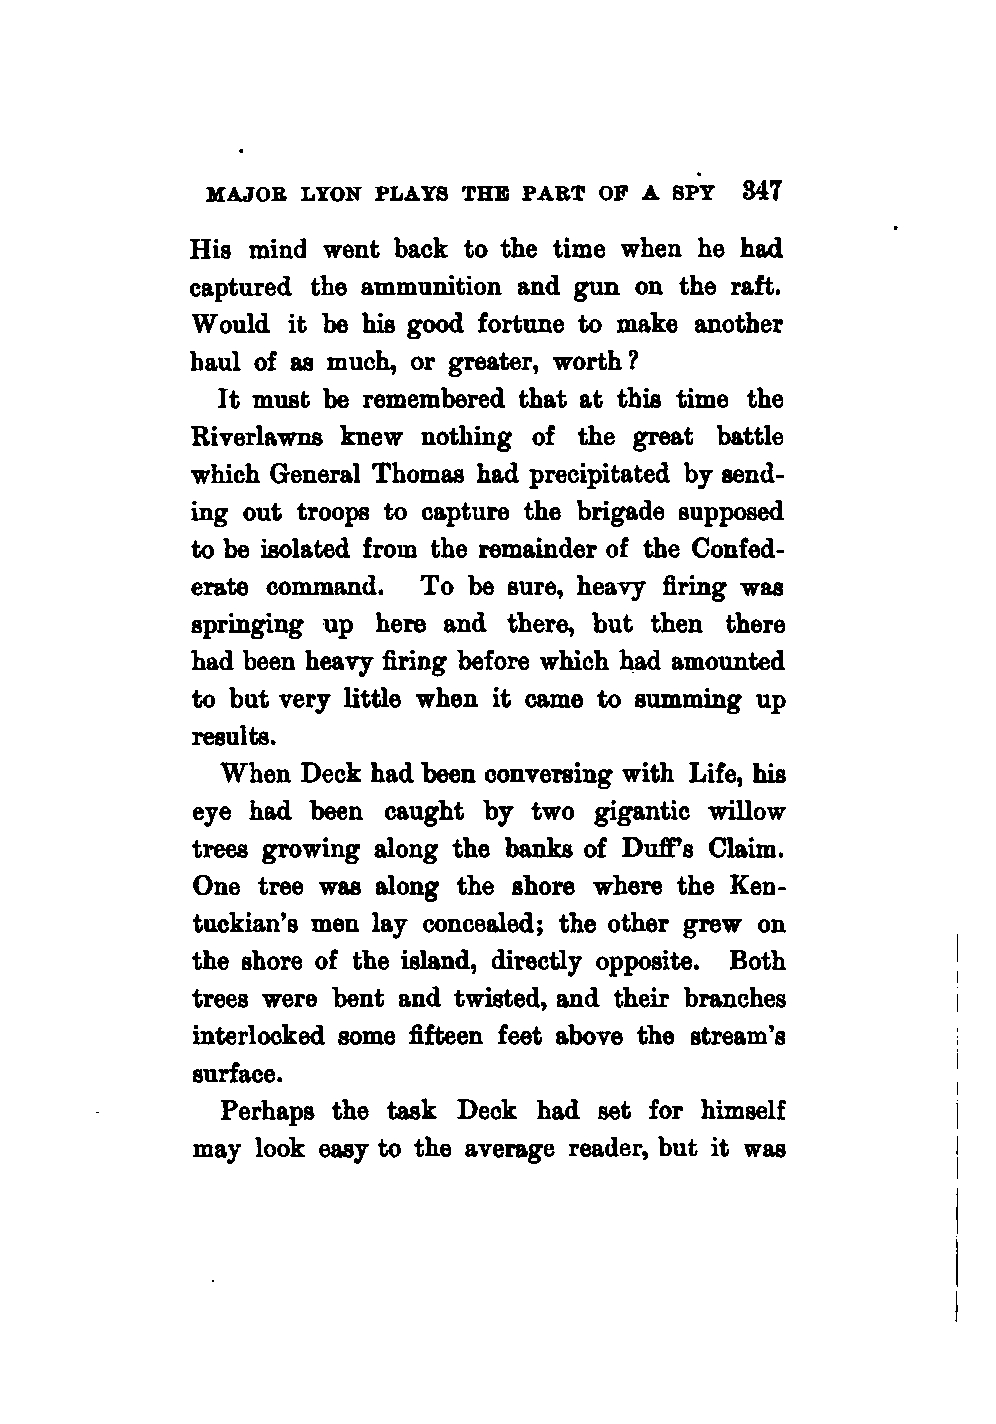 MAJOR LYON PLAYS THE PART OF A SPY 347
His mind went back to the time when he had
captured the ammunition and gun on the raft.
Would it be his good fortune to make another
haul of as much, or greater, worth?
It must be remembered that at this time the
Riverlawns knew nothing of the great battle
which General Thomas had precipitated by send-
ing out troops to capture the brigade supposed
to be isolated from the remainder of the Confed-
erate command. To be sure, heavy firing was
springing up here and there, but then there
had been heavy firing before which had amounted
to but very little when it came to summing up
results.
When Deck had been conversing with Life, his
eye had been caught by two gigantic willow
trees growing along the banks of Duff's Claim.
One tree was along the shore where the Ken-
tuckian's men lay concealed; the other grew on
the shore of the island, directly opposite. Both
trees were bent and twisted, and their branches
interlocked some fifteen feet above the stream's
surface.
Perhaps the task Deck had set for himself
may look easy to the average reader, but it was